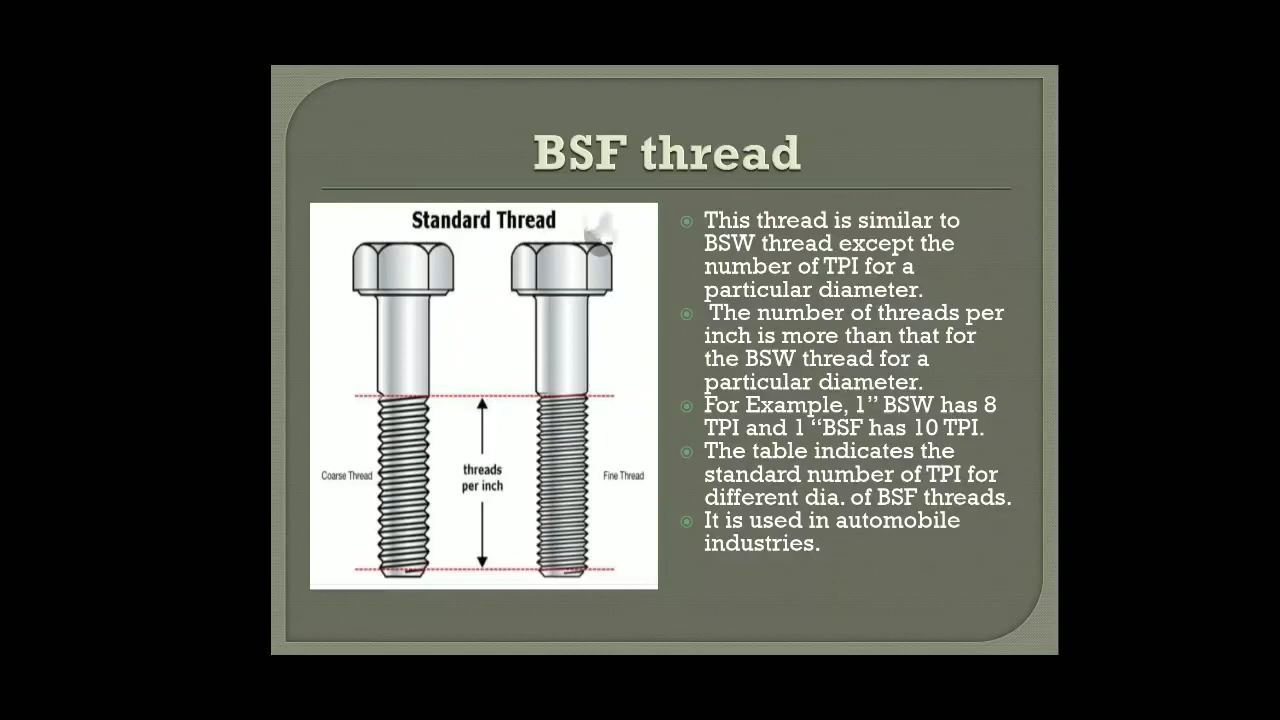 BSF thread
Standard Thread
Coarse Thread
threads
per inch
Fine Thread
This thread is similar to
BSW thread except the
number of TPI for a
particular diameter.
The number of threads per
inch is more than that for
the BSW thread for a
particular diameter.
For Example, 1” BSW has 8
TPI and 1 “BSF has 10 TPI.
The table indicates the
standard number of TPI for
different dia. of BSF threads.
It is used in automobile
industries.